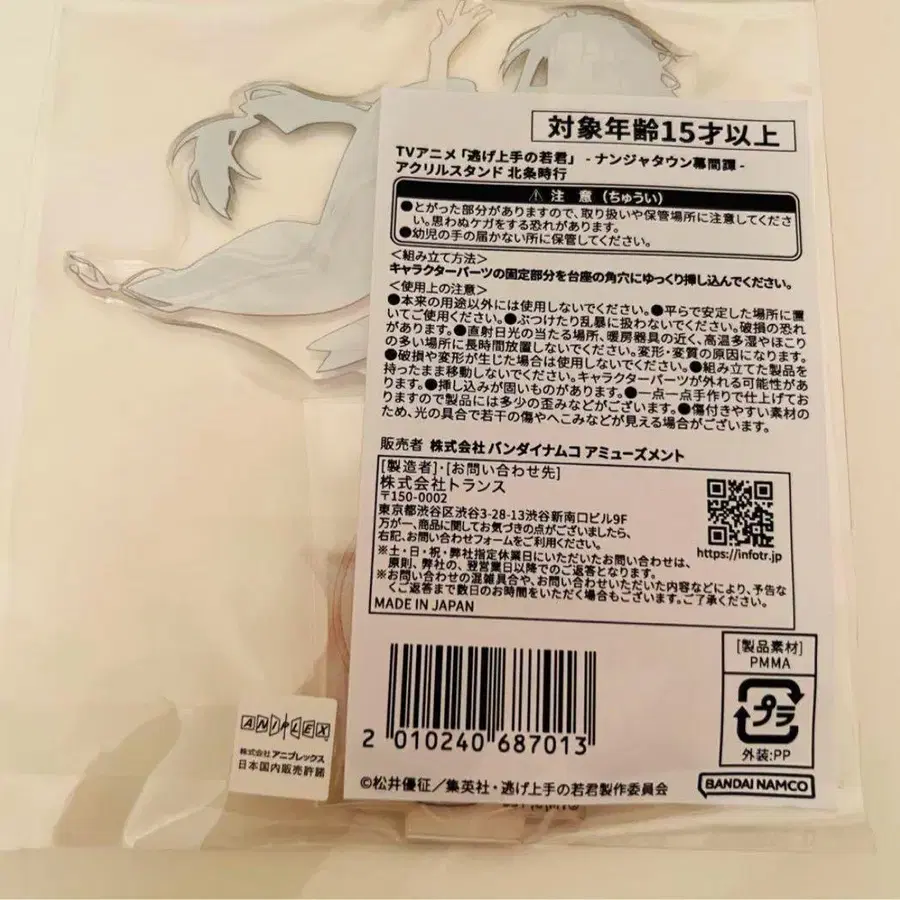 対象年齢15才以上
TVアニメ「逃げ上手の若君」 - ナンジャタウン幕間譚 -
アクリルスタンド 北条時行
⚠ 注 意 (ちゅうい)
●とがった部分がありますので、取り扱いや保管場所に注意してくださ
い。思わぬケガをする恐れがあります。
●幼児の手の届かない所に保管してください。
＜組み立て方法＞
キャラクターパーツの固定部分を台座の角穴にゆっくり挿し込んでください。
＜使用上の注意＞
●本来の用途以外には使用しないでください。●平らで安定した場所に置
いてご使用ください。●ぶつけたり乱暴に扱わないでください。破損の恐れ
があります。●直射日光の当たる場所、暖房器具の近く、高温多湿やほこり
の多い場所に長時間放置しないでください。変形・変質の原因になります。
●破損や変形が生じた場合は使用しないでください。●組み立てた製品を
持ったまま移動しないでください。キャラクターパーツが外れる可能性があ
ります。●挿し込みが固いものがあります。●一点一点手作りで仕上げてお
りますので製品には多少の歪みなどがございます。●傷付きやすい素材の
ため、光の具合で若干の傷やへこみなどが見える場合がございます。
販売者 株式会社 バンダイナムコ アミューズメント
[製造者]・[お問い合わせ先]
株式会社トランス
〒150-0002
東京都渋谷区渋谷3-28-13渋谷新南口ビル9F
万が一、商品に関してお気づきの点がございましたら、
右記、お問い合わせフォームをご利用ください。
※土・日・祝・弊社指定休業日にいただいたお問い合わせは、
原則、弊社の、翌営業日以降でのご返答となります。
※お問い合わせの混雑具合や、お問い合わせいただいた内容などにより、予告な
くご返答まで数日のお時間をいただく場合もございます。ご了承ください。
MADE IN JAPAN
https://infotr.jp
[製品素材]
PMMA
プラ
外装:PP
2 010240 687013
©松井優征／集英社・逃げ上手の若君製作委員会
BANDAI NAMCO
ANIPLEX
株式会社 アニプレックス
日本国内販売許諾